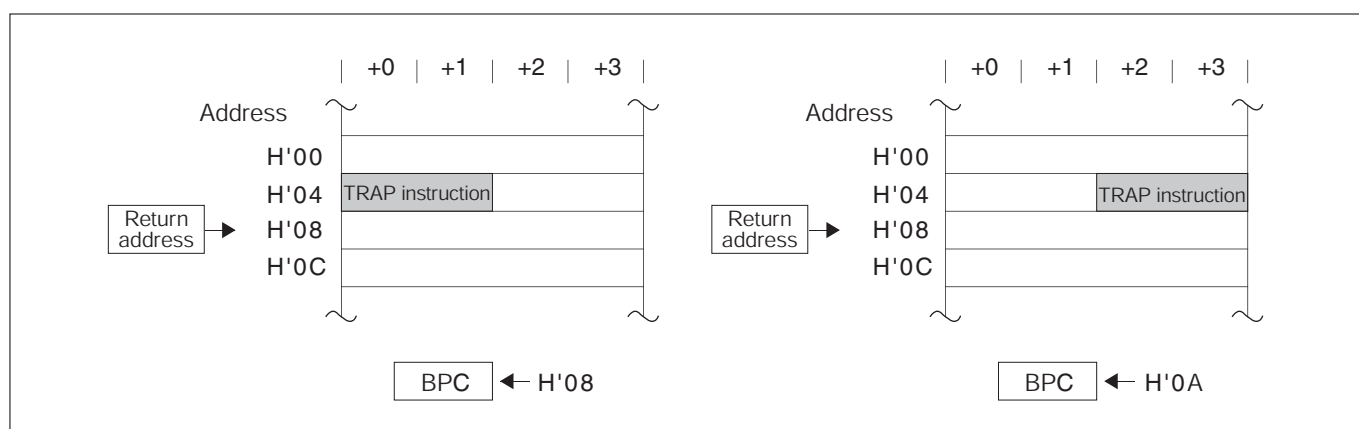 +0 +1 +2 +3
Address
H'00
H'04 TRAP instruction
Return
address
H'08
H'0C
BPC H'08
+0 +1 +2 +3
Address
H'00
H'04 TRAP instruction
Return
address
H'08
H'0C
BPC H'0A